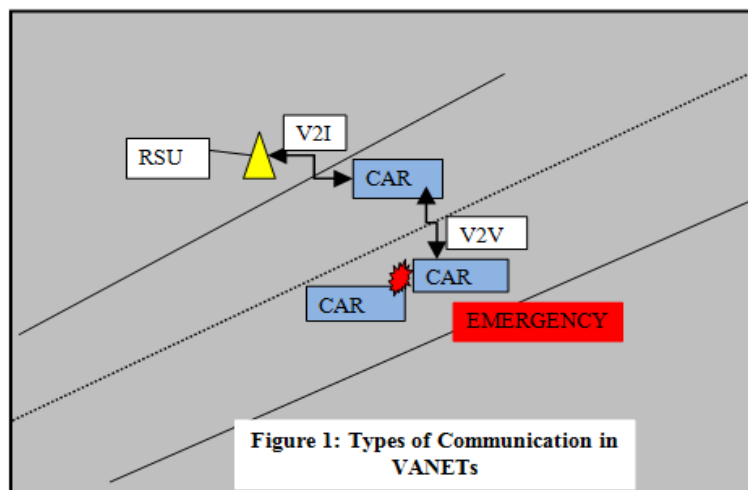 V2I
RSU
CAR
V2V
CAR
CAR
EMERGENCY
Figure 1: Types of Communication in
VANETs